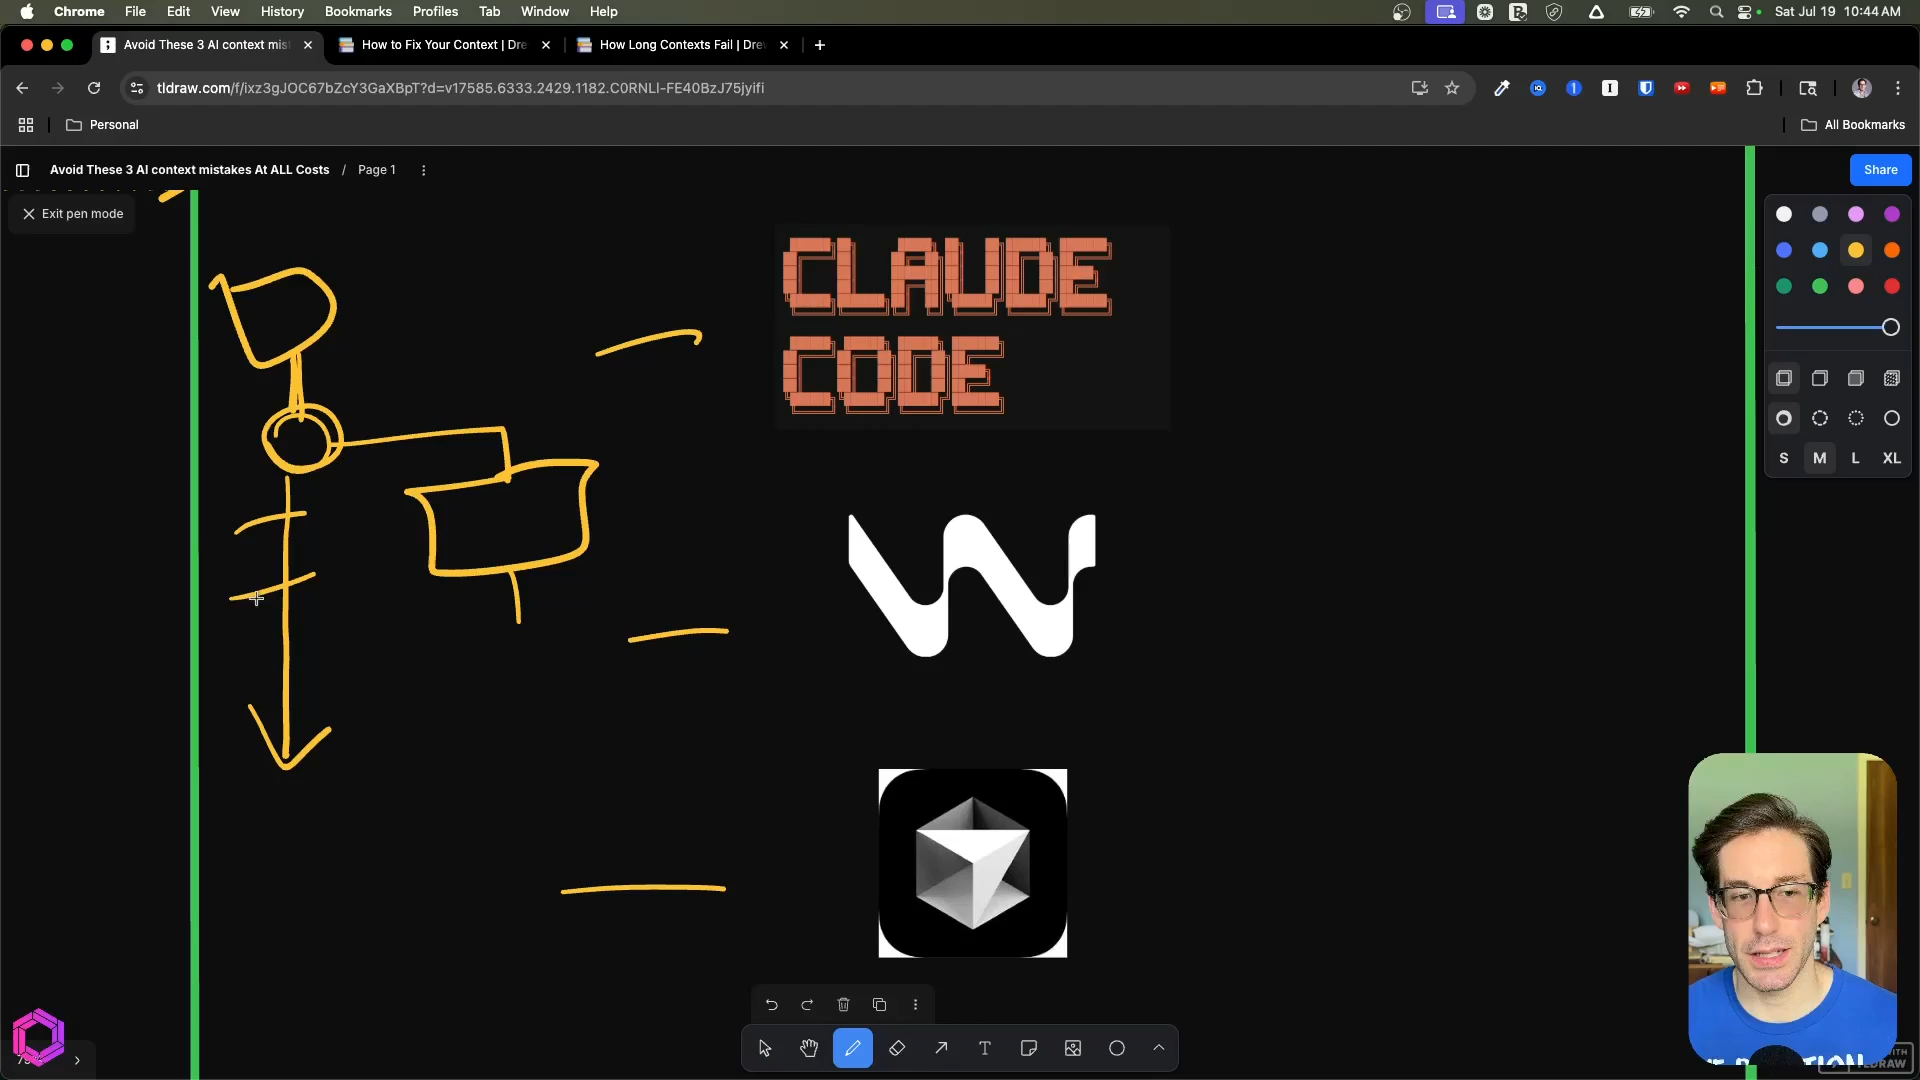 Chrome File Edit View History Bookmarks Profiles Tab Window Help
Sat Jul 19 10:44 AM
Avoid These 3 AI context mis
How to Fix Your Context | Dre
How Long Contexts Fail | Drew
tldraw.com/f/ixz3gJOC67bZcY3GaXBpT?d=v17585.6333.2429.1182.C0RNLI-FE40BzJ75jyifi
Personal
All Bookmarks
Avoid These 3 AI context mistakes At ALL Costs / Page 1
Share
Exit pen mode
CLAUDE
CODE
S M L XL